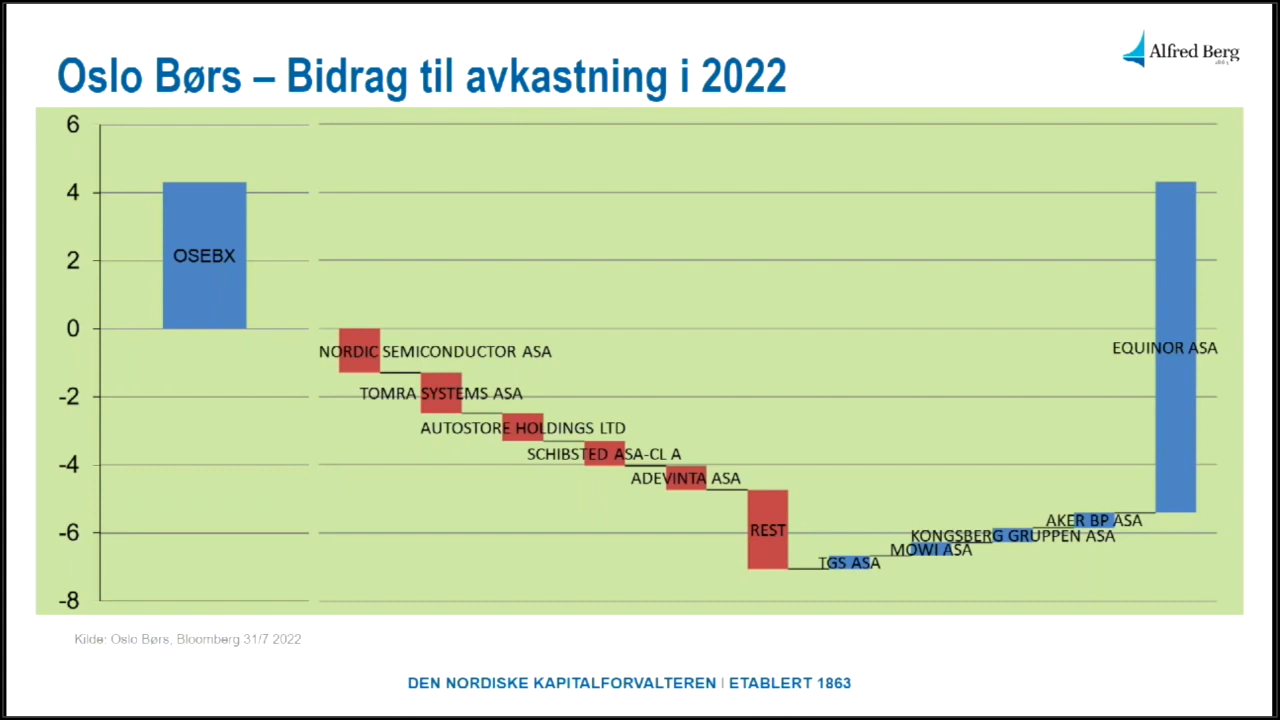 Oslo Børs – Bidrag til avkastning i 2022
Alfred Berg
6
4
2
0
-2
-4
-6
-8
OSEBX
NORDIC SEMICONDUCTOR ASA
TOMRA SYSTEMS ASA
AUTOSTORE HOLDINGS LTD
SCHIBSTED ASA-CL A
ADEVINTA ASA
REST
TGS ASA
MOWI ASA
KONGSBERG GRUPPEN ASA
AKER BP ASA
EQUINOR ASA
Kilde: Oslo Børs, Bloomberg 31/7 2022
DEN NORDISKE KAPITALFORVALTEREN | ETABLERT 1863